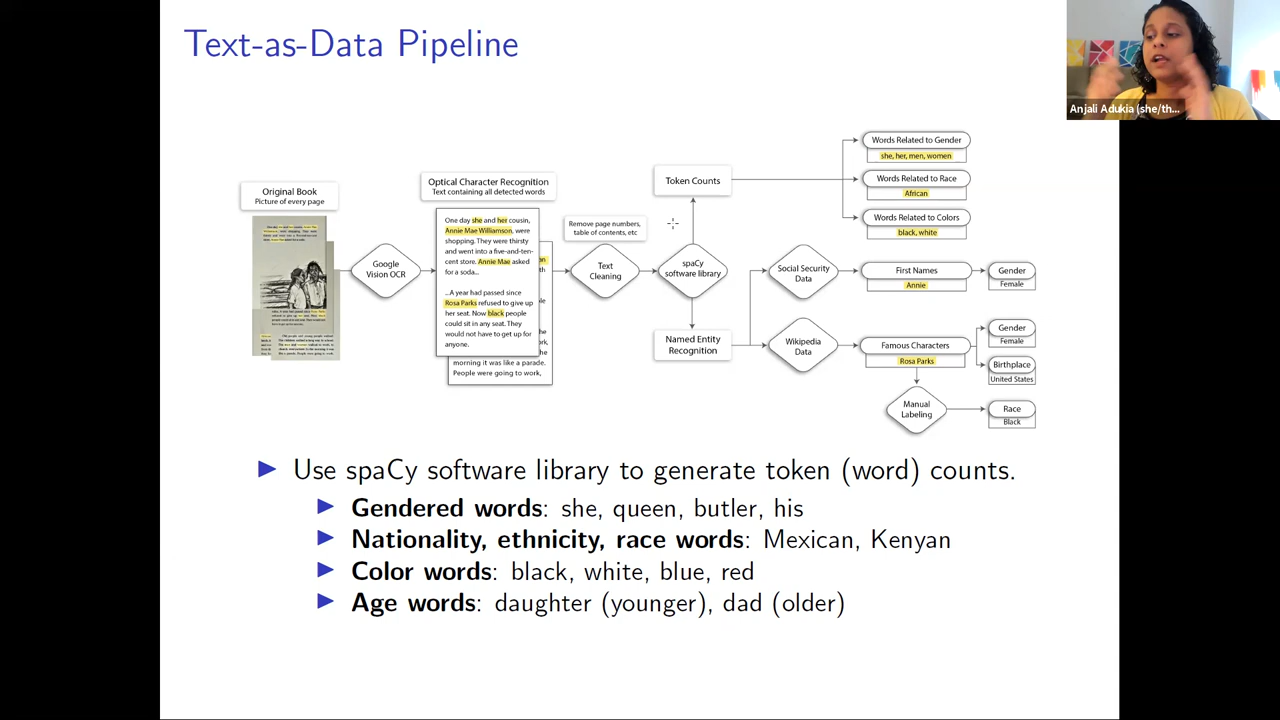 Text-as-Data Pipeline
Anjali Adukia (she/th...
Original Book
Picture of every page
Google
Vision OCR
Optical Character Recognition
Text containing all detected words
One day she and her cousin,
Annie Mae Williamson, were
shopping. They were thirsty
and went into a five-and-ten-
cent store. Annie Mae asked
for a soda...
...A year had passed since
Rosa Parks refused to give up
her seat. Now black people
could sit in any seat. They
would not have to get up for
anyone.
morning it was like a parade.
People were going to work,
Remove page numbers,
table of contents, etc
Text
Cleaning
spaCy
software library
Token Counts
Words Related to Gender
she, her, men, women
Words Related to Race
African
Words Related to Colors
black, white
Named Entity
Recognition
Social Security
Data
First Names
Annie
Gender
Female
Wikipedia
Data
Famous Characters
Rosa Parks
Gender
Female
Birthplace
United States
Manual
Labeling
Race
Black
Use spaCy software library to generate token (word) counts.
Gendered words: she, queen, butler, his
Nationality, ethnicity, race words: Mexican, Kenyan
Color words: black, white, blue, red
Age words: daughter (younger), dad (older)